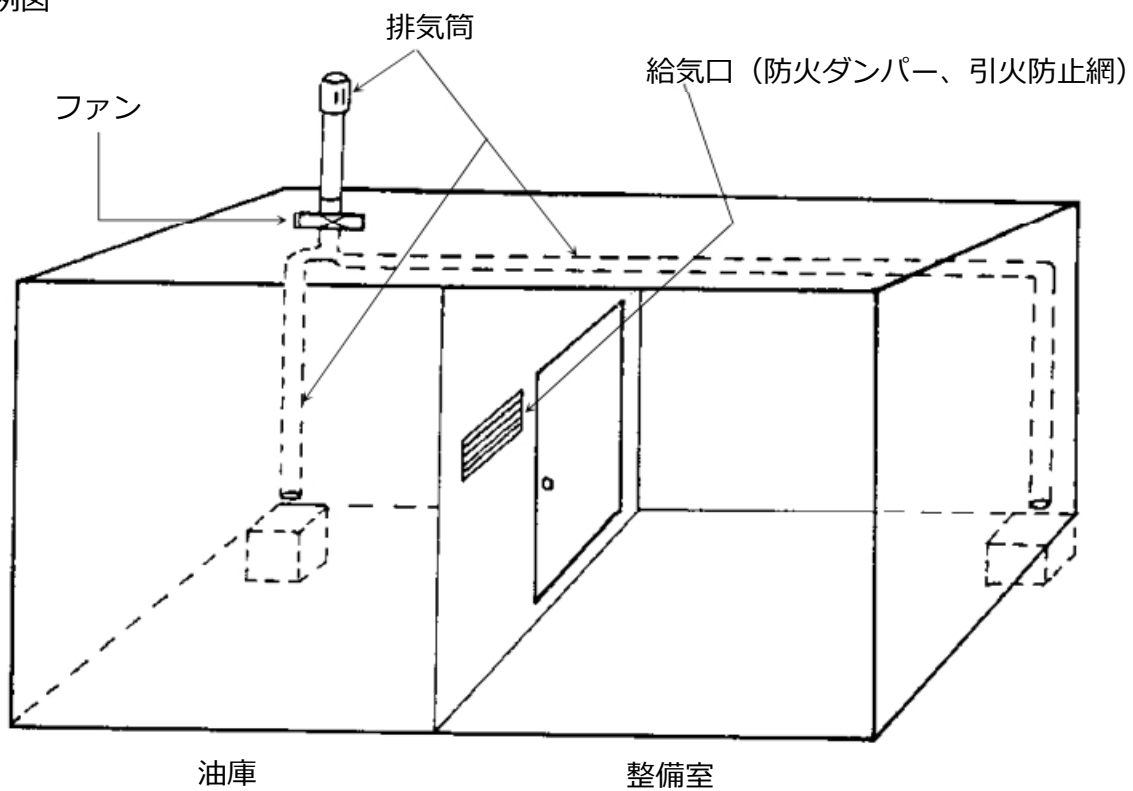 例図
排気筒
給気口（防火ダンパー、引火防止網）
ファン
油庫
整備室